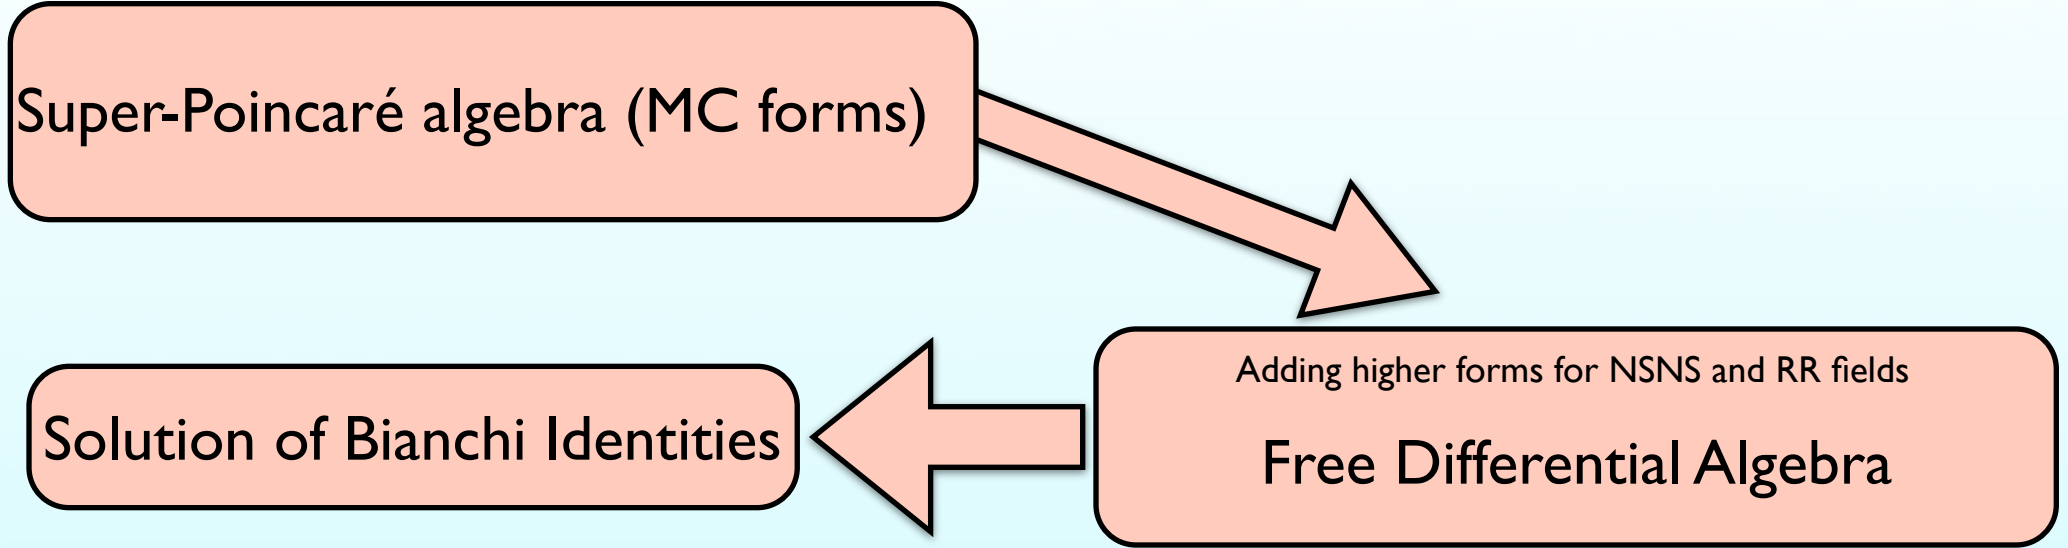 Super-Poincaré algebra (MC forms)
Adding higher forms for NSNS and RR fields
Free Differential Algebra
Solution of Bianchi Identities